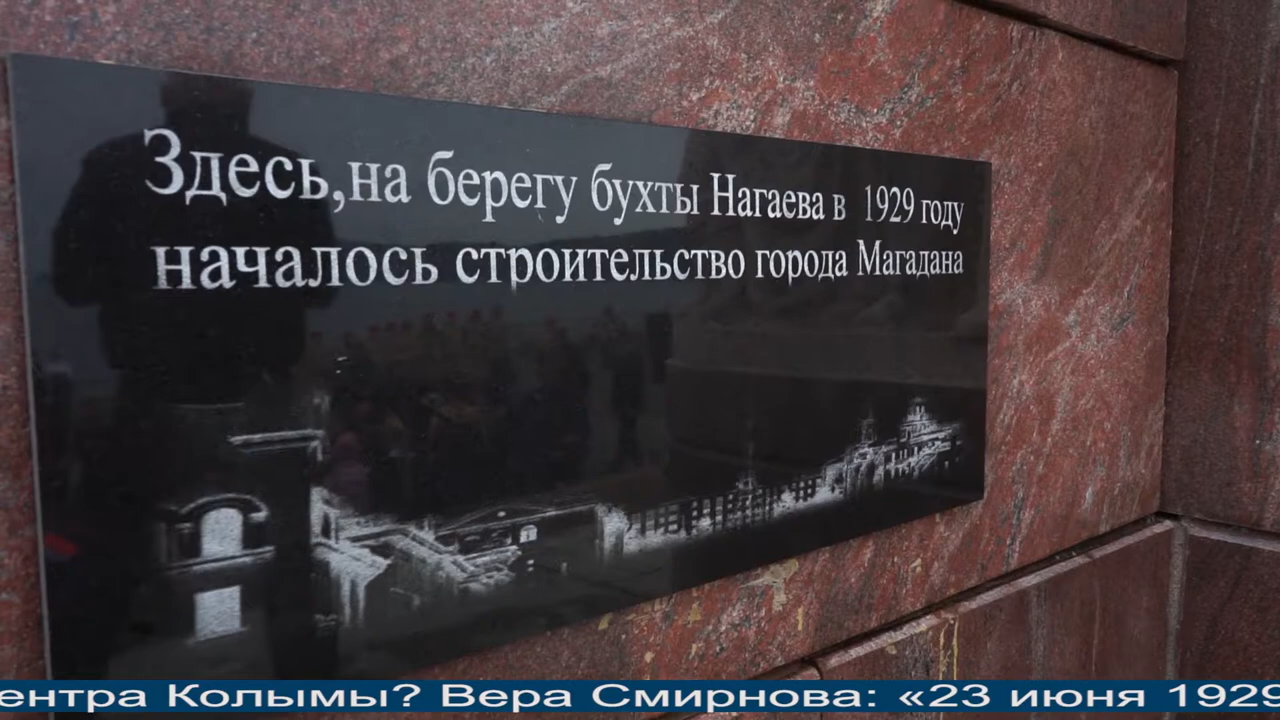 Здесь,на берегу бухты Нагаева в 1929 году
началось строительство города Магадана
ентра Колымы? Вера Смирнова: «23 июня 1929